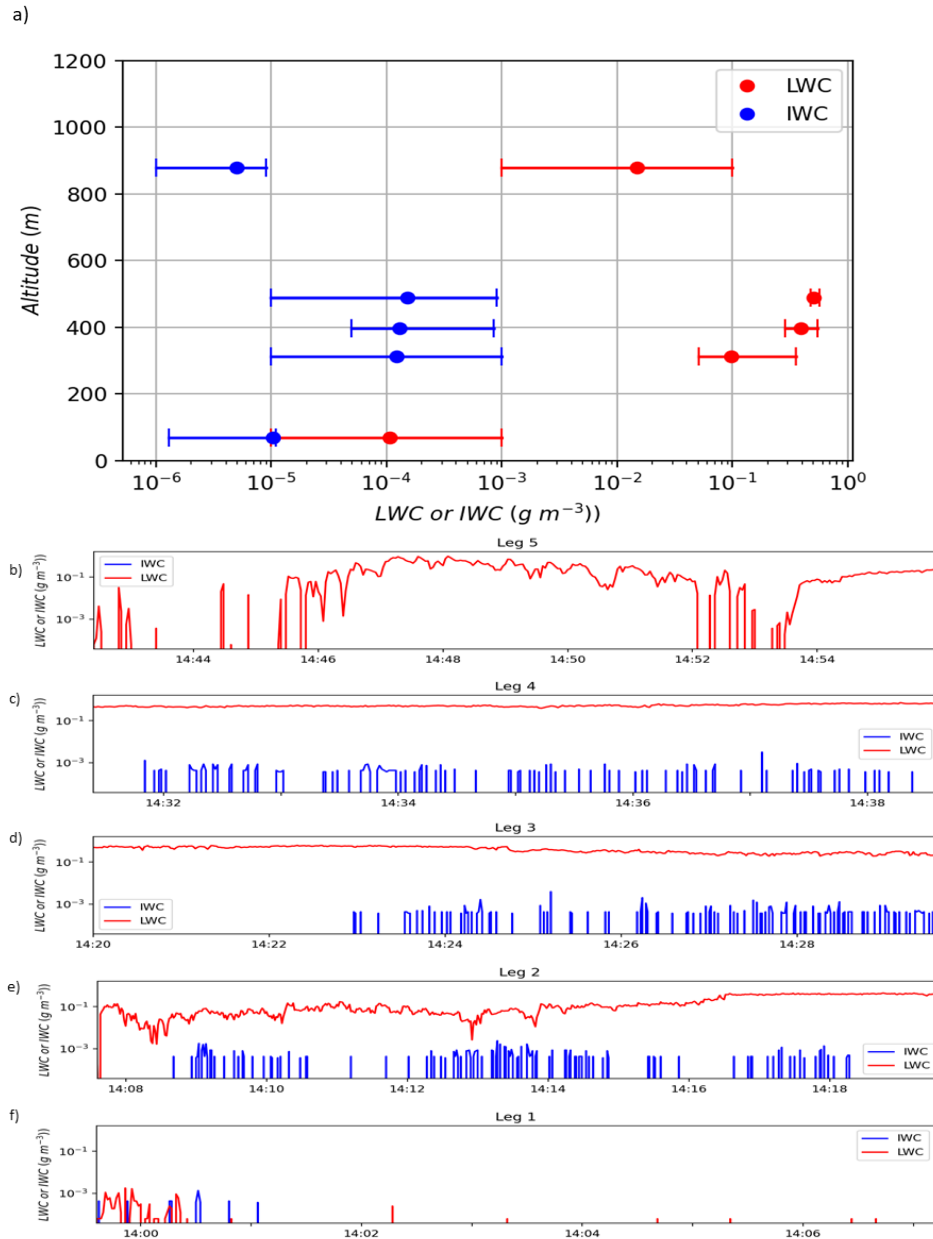 a)
1200
1000
800
600
400
200
0
Altitude (m)
LWC
IWC
10⁻⁶ 10⁻⁵ 10⁻⁴ 10⁻³ 10⁻² 10⁻¹ 10⁰
LWC or IWC (g m⁻³))
b)
Leg 5
IWC
LWC
LWC or IWC (g m⁻³))
10⁻¹
10⁻³
14:44 14:46 14:48 14:50 14:52 14:54
c)
Leg 4
IWC
LWC
LWC or IWC (g m⁻³))
10⁻¹
10⁻³
14:32 14:34 14:36 14:38
d)
Leg 3
IWC
LWC
LWC or IWC (g m⁻³))
10⁻¹
10⁻³
14:20 14:22 14:24 14:26 14:28
e)
Leg 2
IWC
LWC
LWC or IWC (g m⁻³))
10⁻¹
10⁻³
14:08 14:10 14:12 14:14 14:16 14:18
f)
Leg 1
IWC
LWC
LWC or IWC (g m⁻³))
10⁻¹
10⁻³
14:00 14:02 14:04 14:06